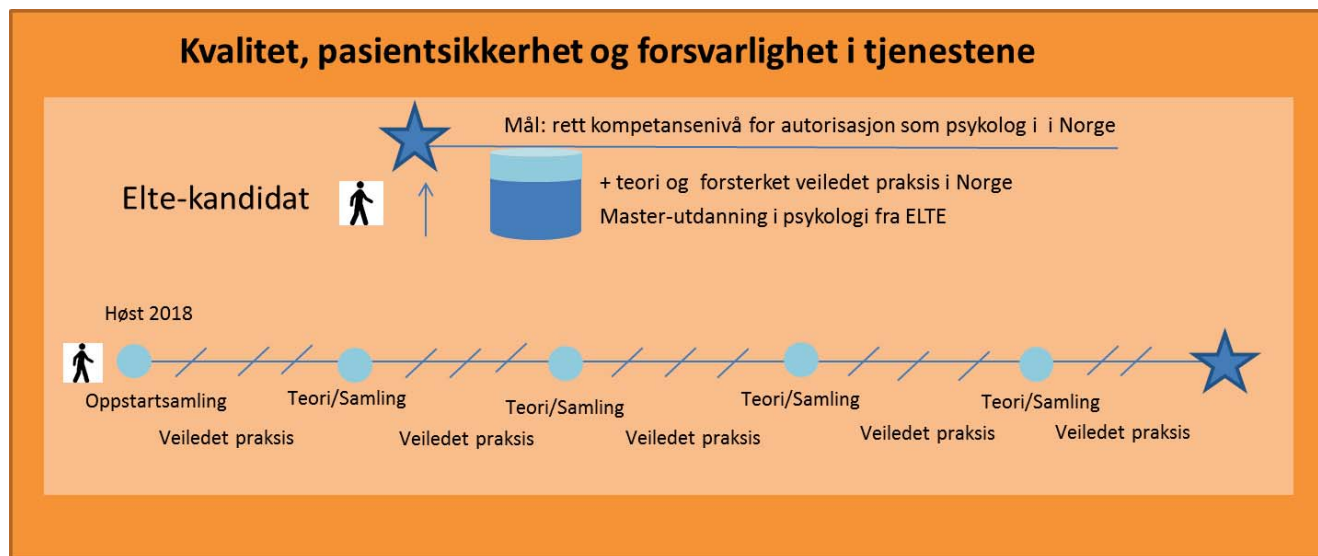 Kvalitet, pasientsikkerhet og forsvarlighet i tjenestene
Mål: rett kompetansenivå for autorisasjon som psykolog i i Norge
Elte-kandidat
+ teori og forsterket veiledet praksis i Norge
Master-utdanning i psykologi fra ELTE
Høst 2018
Oppstartsamling
Teori/Samling
Teori/Samling
Teori/Samling
Teori/Samling
Veiledet praksis
Veiledet praksis
Veiledet praksis
Veiledet praksis
Veiledet praksis